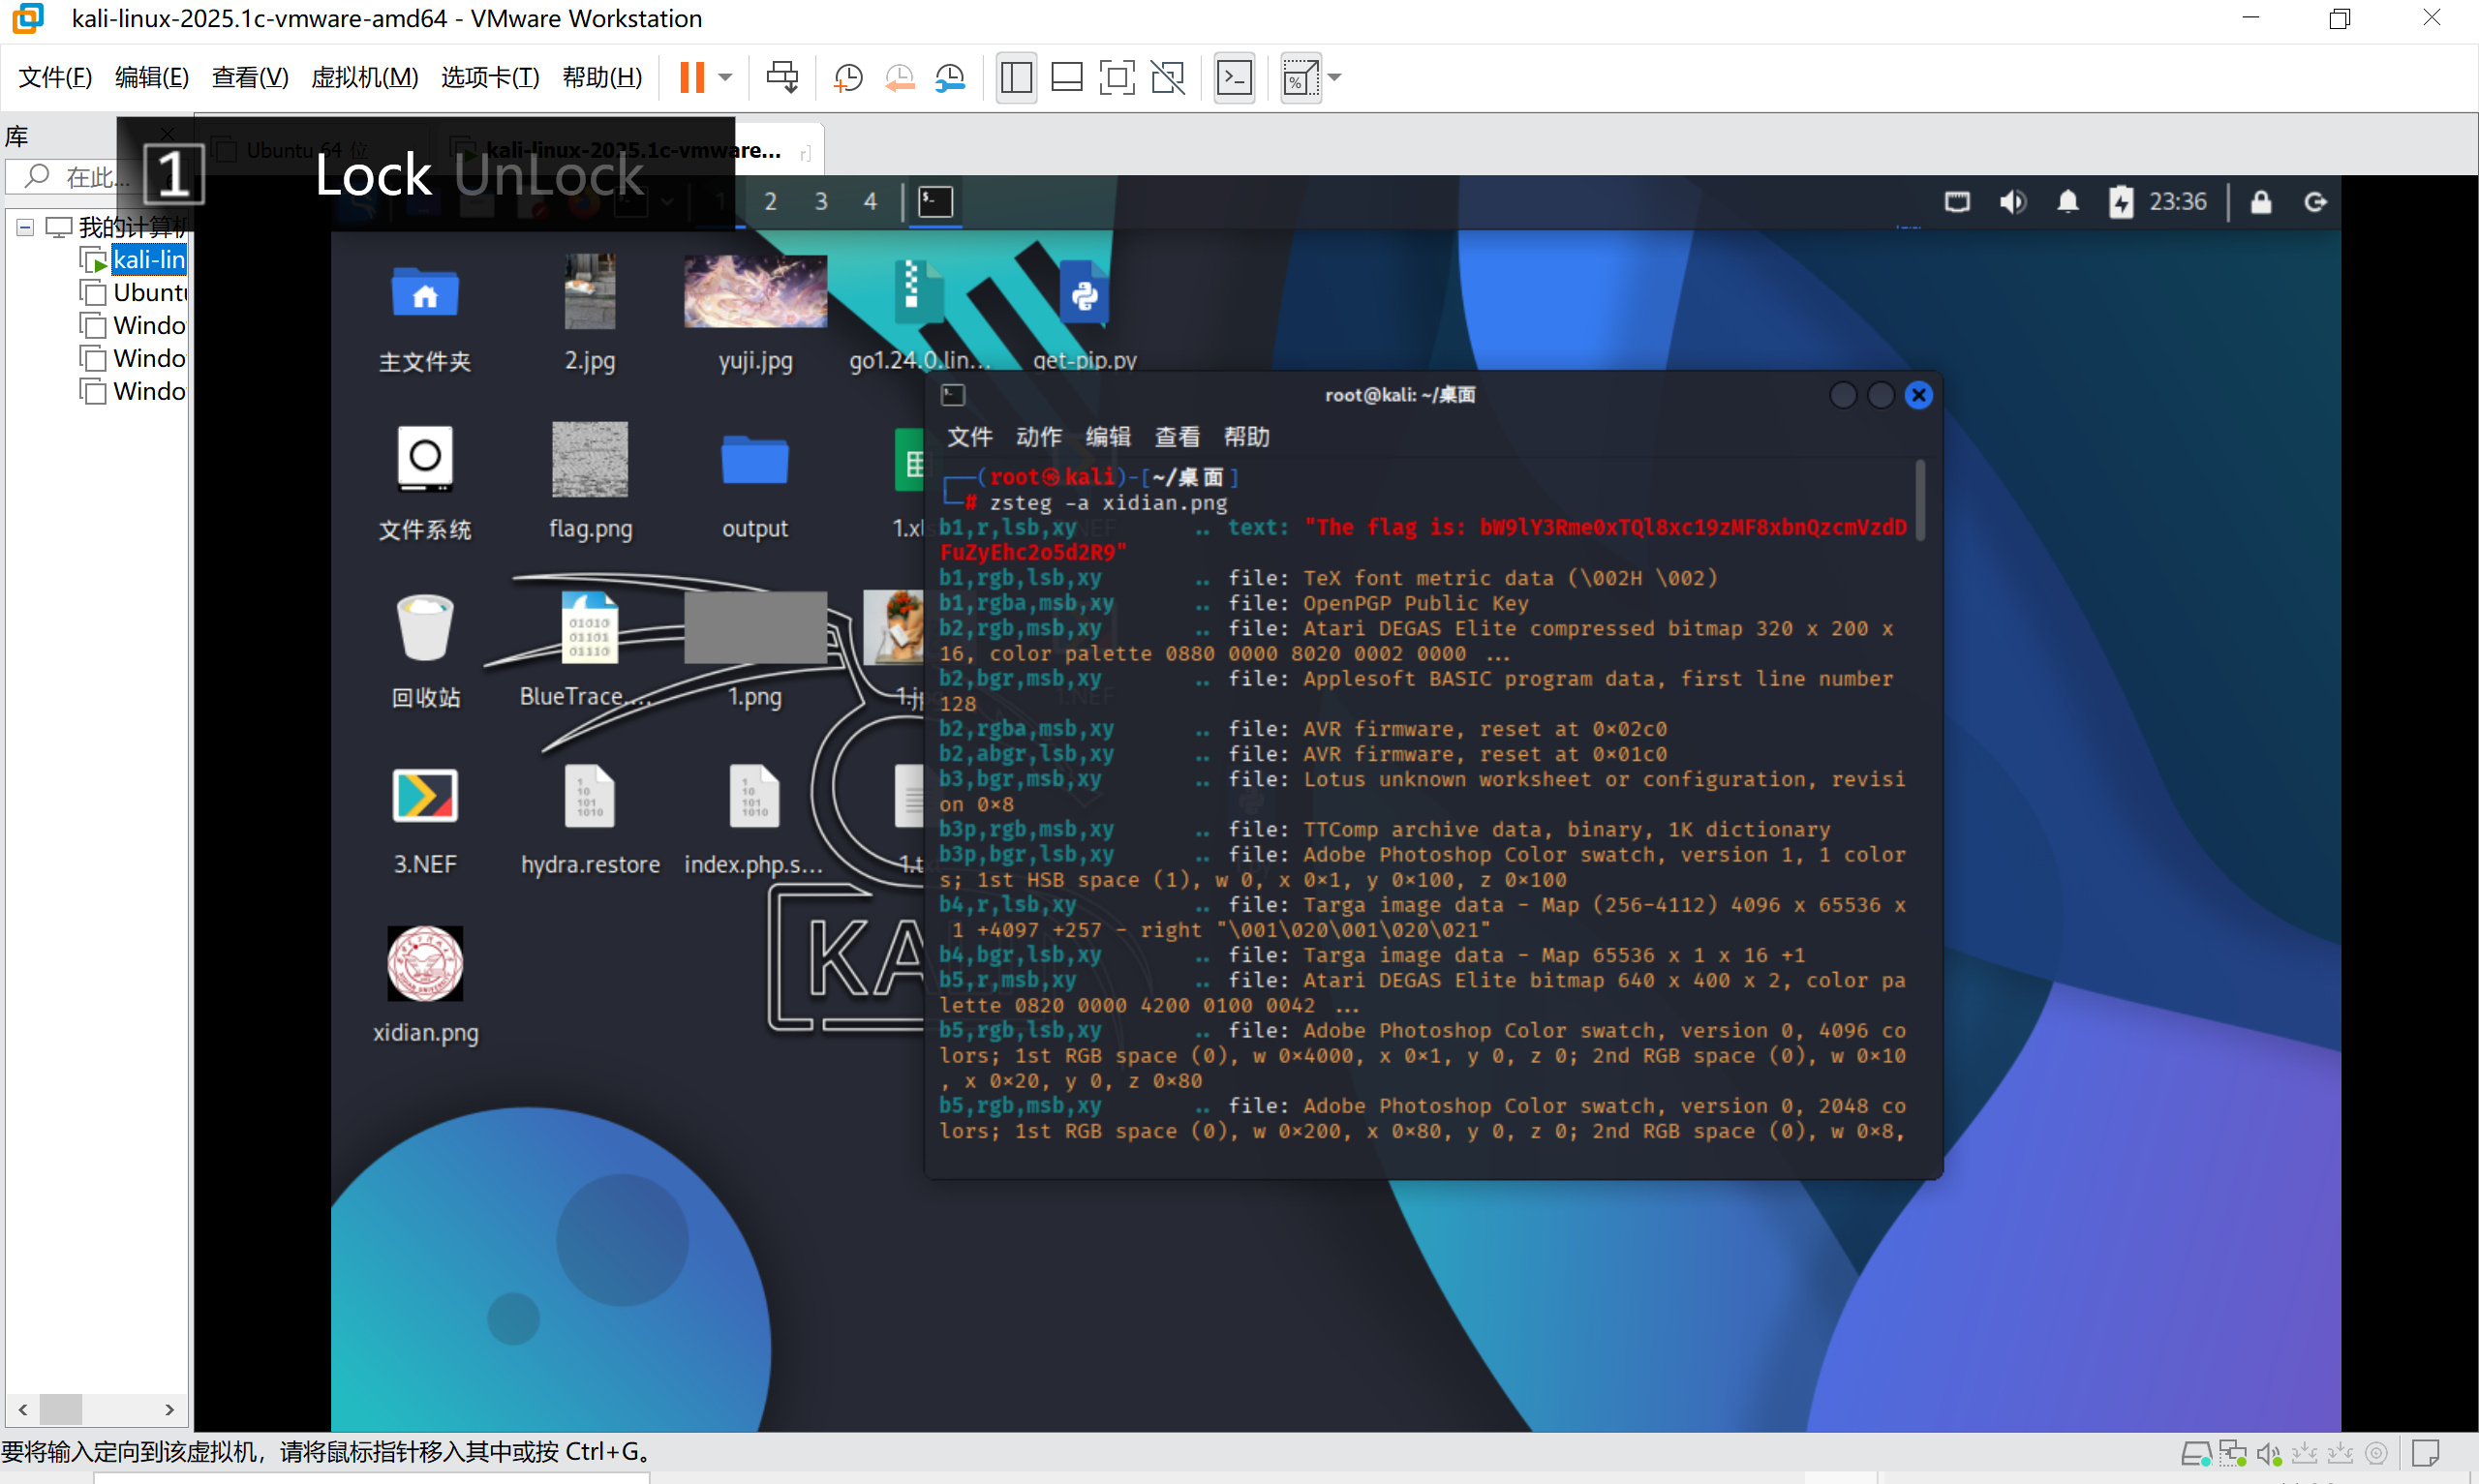 kali-linux-2025.1c-vmware-amd64 - VMware Workstation
文件(F) 编辑(E) 查看(V) 虚拟机(M) 选项卡(T) 帮助(H)
库
Ubuntu 64 位
kali-linux-2025.1c-vmware...
在此...
1 Lock UnLock
1 2 3 4
23:36
我的计算机
kali-lin
Ubuntu
Windo
Windo
Windo
主文件夹 2.jpg yuji.jpg go1.24.0.lin... get-pip.py
文件系统 flag.png output
回收站 BlueTrace.... 1.png
3.NEF hydra.restore index.php.s...
xidian.png
root@kali: ~/桌面
文件 动作 编辑 查看 帮助
(root㉿kali)-[~/桌面]
# zsteg -a xidian.png
b1,r,lsb,xy .. text: "The flag is: bW9lY3Rme0xTQl8xc19zMF8xbnQzcmVzdD
FuZyEhc2o5d2R9"
b1,rgb,lsb,xy .. file: TeX font metric data (\002H \002)
b1,rgba,msb,xy .. file: OpenPGP Public Key
b2,rgb,msb,xy .. file: Atari DEGAS Elite compressed bitmap 320 x 200 x
16, color palette 0880 0000 8020 0002 0000 ...
b2,bgr,msb,xy .. file: Applesoft BASIC program data, first line number
128
b2,rgba,msb,xy .. file: AVR firmware, reset at 0×02c0
b2,abgr,lsb,xy .. file: AVR firmware, reset at 0×01c0
b3,bgr,msb,xy .. file: Lotus unknown worksheet or configuration, revisi
on 0×8
b3p,rgb,msb,xy .. file: TTComp archive data, binary, 1K dictionary
b3p,bgr,lsb,xy .. file: Adobe Photoshop Color swatch, version 1, 1 color
s; 1st HSB space (1), w 0, x 0×1, y 0×100, z 0×100
b4,r,lsb,xy .. file: Targa image data - Map (256-4112) 4096 x 65536 x
1 +4097 +257 - right "\001\020\001\020\021"
b4,bgr,lsb,xy .. file: Targa image data - Map 65536 x 1 x 16 +1
b5,r,msb,xy .. file: Atari DEGAS Elite bitmap 640 x 400 x 2, color pa
lette 0820 0000 4200 0100 0042 ...
b5,rgb,lsb,xy .. file: Adobe Photoshop Color swatch, version 0, 4096 co
lors; 1st RGB space (0), w 0×4000, x 0×1, y 0, z 0; 2nd RGB space (0), w 0×10
, x 0×20, y 0, z 0×80
b5,rgb,msb,xy .. file: Adobe Photoshop Color swatch, version 0, 2048 co
lors; 1st RGB space (0), w 0×200, x 0×80, y 0, z 0; 2nd RGB space (0), w 0×8,
KA
要将输入定向到该虚拟机，请将鼠标指针移入其中或按 Ctrl+G。